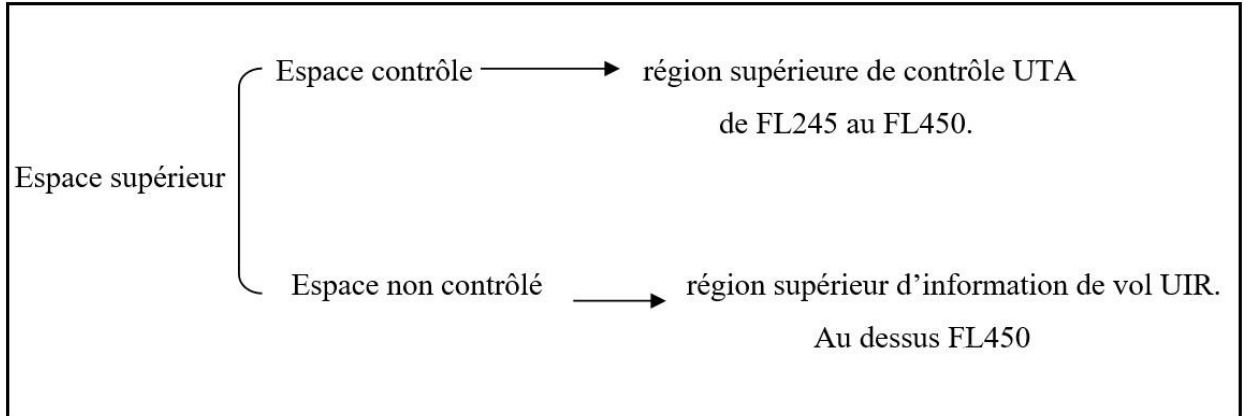 Espace contrôle
région supérieure de contrôle UTA
de FL245 au FL450.
Espace supérieur
Espace non contrôlé
région supérieur d’information de vol UIR.
Au dessus FL450